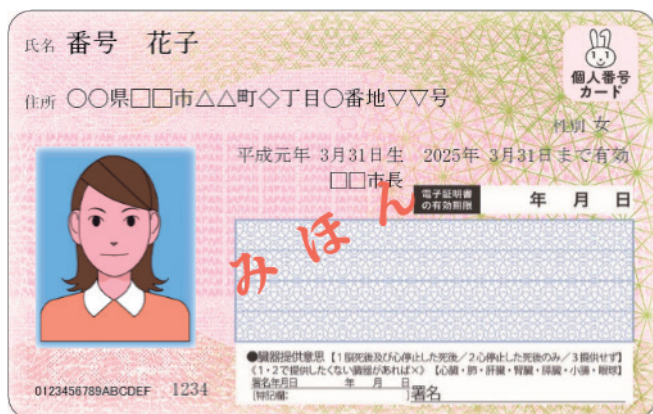 氏名 番号 花子
個人番号
カード
住所 ○○県□□市△△町◇丁目○番地▽▽号
性別 女
平成元年 3月31日生 2025年 3月31日まで有効
□□市長
電子証明書
の有効期限
年 月 日
みほん
●臓器提供意思【1脳死後及び心停止した死後/2心停止した死後のみ/3提供せず】
《1・2で提供したくない臓器があれば×》【心臓・肺・肝臓・腎臓・膵臓・小腸・眼球】
署名年月日 年 月 日
[特記欄: ]署名
0123456789ABCDEF 1234